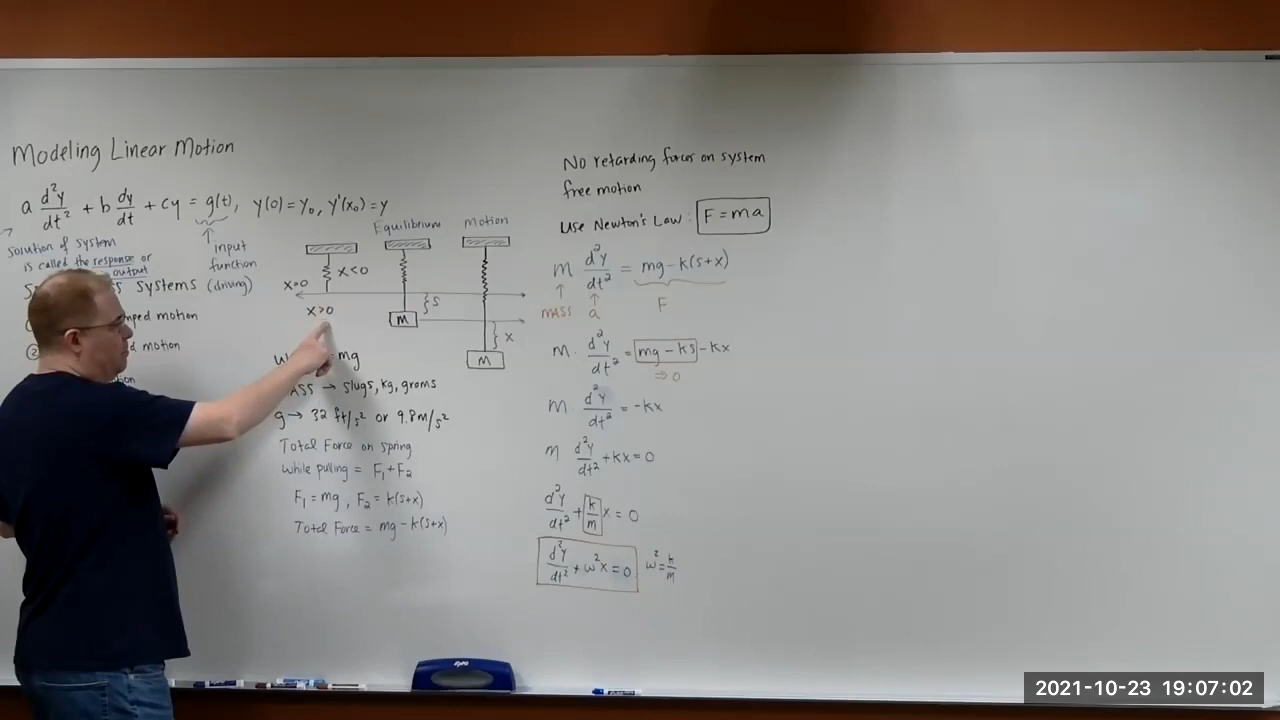 Modeling Linear Motion
a d²y/dt² + b dy/dt + cy = g(t), y(0) = y₀, y'(x₀) = y
solution of system
is called the response or
output
input
function
(driving)
systems
motion
motion
Equilibrium
Motion
x<0
x=0
x>0
S
M
x
M
mg
ASS → slugs, kg, grams
g → 32 ft/s² or 9.8 m/s²
Total Force on spring
while pulling = F₁ + F₂
F₁ = mg, F₂ = k(s+x)
Total Force = mg - k(s+x)
No retarding forces on system
free motion
Use Newton's Law: F = ma
m d²y/dt² = mg - k(s+x)
MASS
a
F
M. d²y/dt² = mg - ks - kx
⇒ 0
M. d²y/dt² = -kx
m d²y/dt² + kx = 0
d²y/dt² + k/m x = 0
d²y/dt² + w²x = 0 w² = k/m
expo
2021-10-23 19:07:02